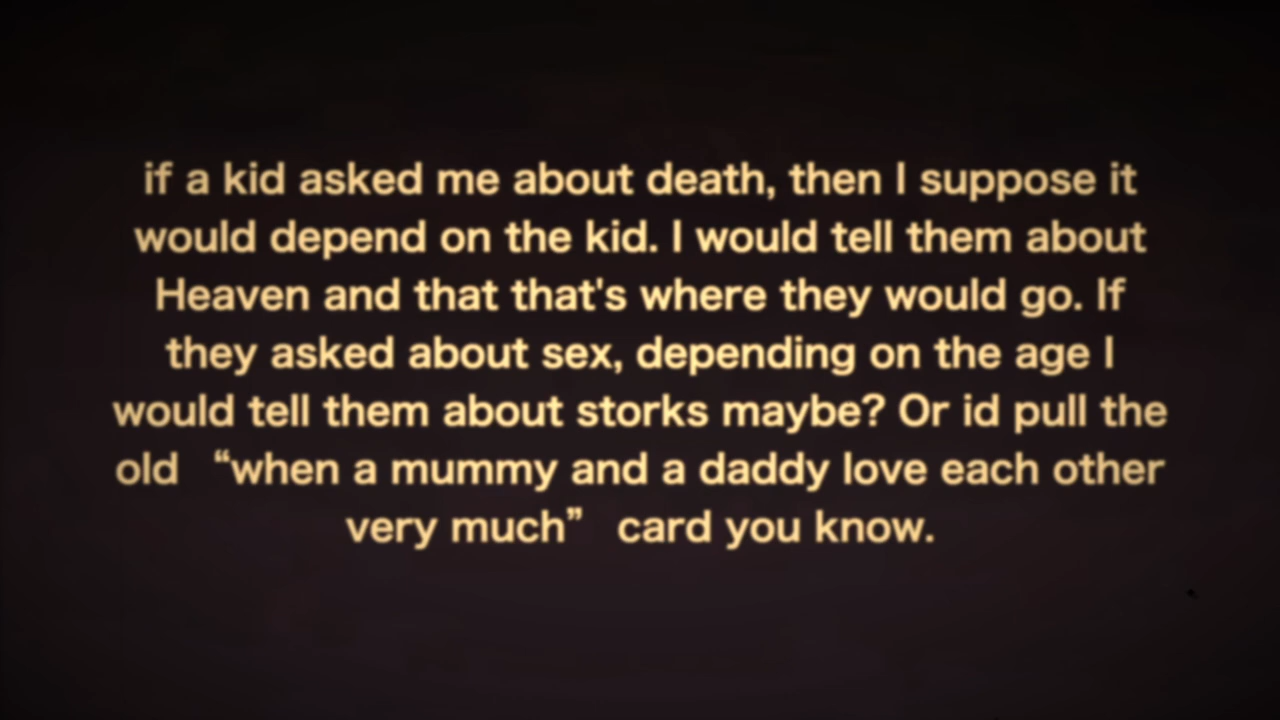 if a kid asked me about death, then I suppose it
would depend on the kid. I would tell them about
Heaven and that that's where they would go. If
they asked about sex, depending on the age I
would tell them about storks maybe? Or id pull the
old “when a mummy and a daddy love each other
very much” card you know.